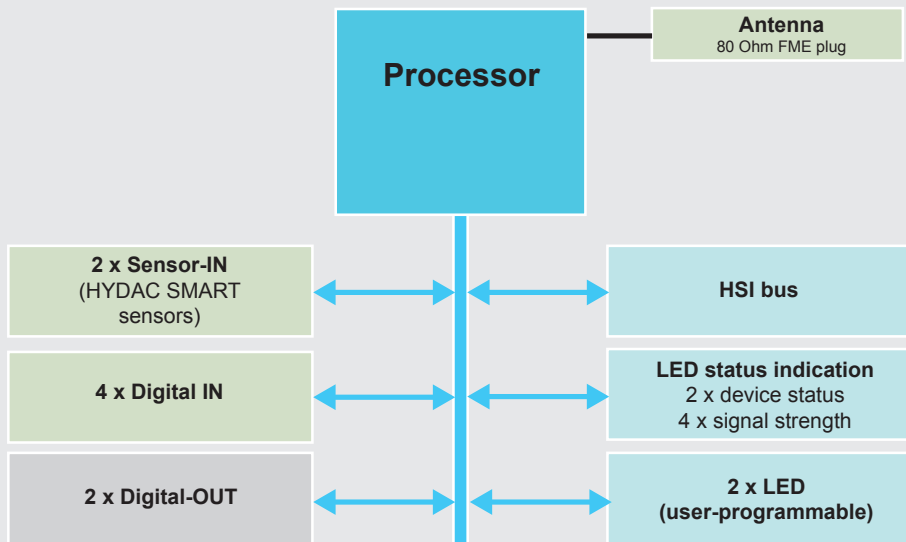 Processor
Antenna
80 Ohm FME plug
2 x Sensor-IN
(HYDAC SMART
sensors)
HSI bus
4 x Digital IN
LED status indication
2 x device status
4 x signal strength
2 x Digital-OUT
2 x LED
(user-programmable)